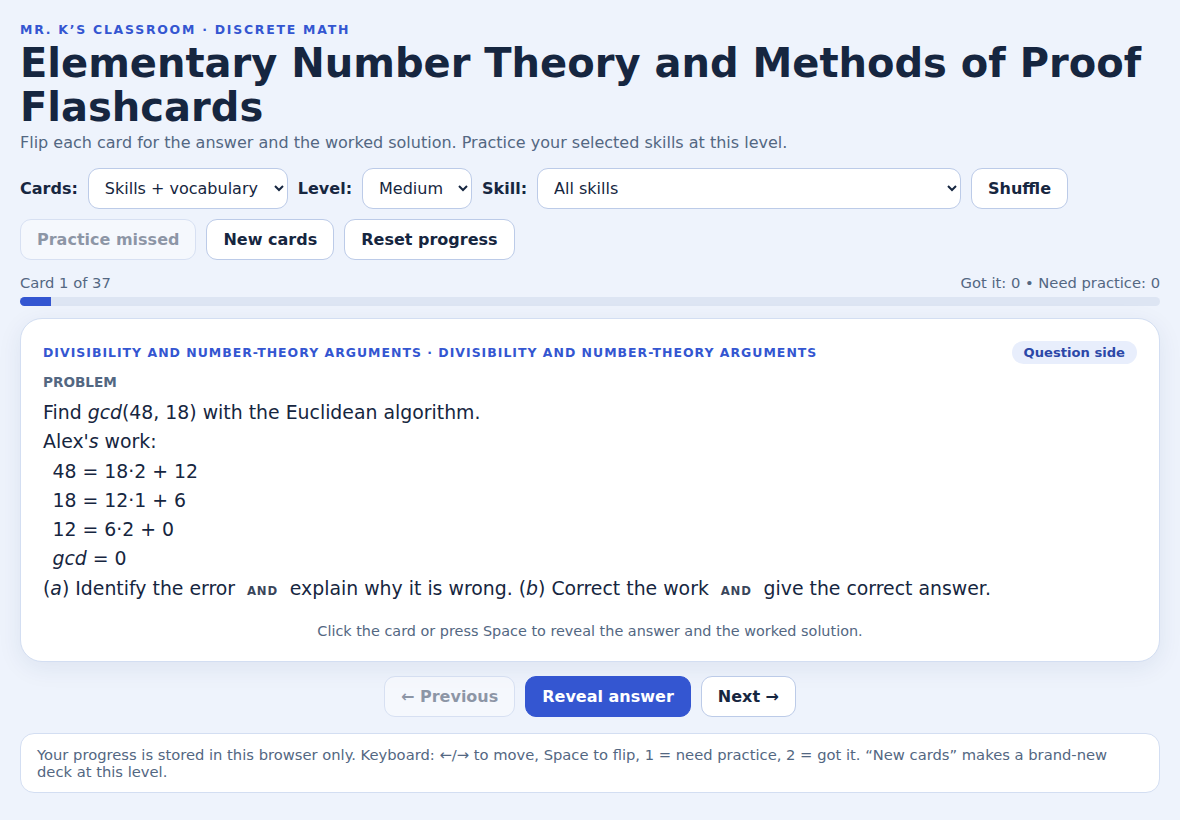 MR. K’S CLASSROOM · DISCRETE MATH
Elementary Number Theory and Methods of Proof
Flashcards
Flip each card for the answer and the worked solution. Practice your selected skills at this level.
Cards: Skills + vocabulary Level: Medium Skill: All skills Shuffle
Practice missed New cards Reset progress
Card 1 of 37 Got it: 0 • Need practice: 0
DIVISIBILITY AND NUMBER-THEORY ARGUMENTS · DIVISIBILITY AND NUMBER-THEORY ARGUMENTS Question side
PROBLEM
Find gcd(48, 18) with the Euclidean algorithm.
Alex's work:
48 = 18·2 + 12
18 = 12·1 + 6
12 = 6·2 + 0
gcd = 0
(a) Identify the error AND explain why it is wrong. (b) Correct the work AND give the correct answer.
Click the card or press Space to reveal the answer and the worked solution.
← Previous Reveal answer Next →
Your progress is stored in this browser only. Keyboard: ←/→ to move, Space to flip, 1 = need practice, 2 = got it. “New cards” makes a brand-new
deck at this level.